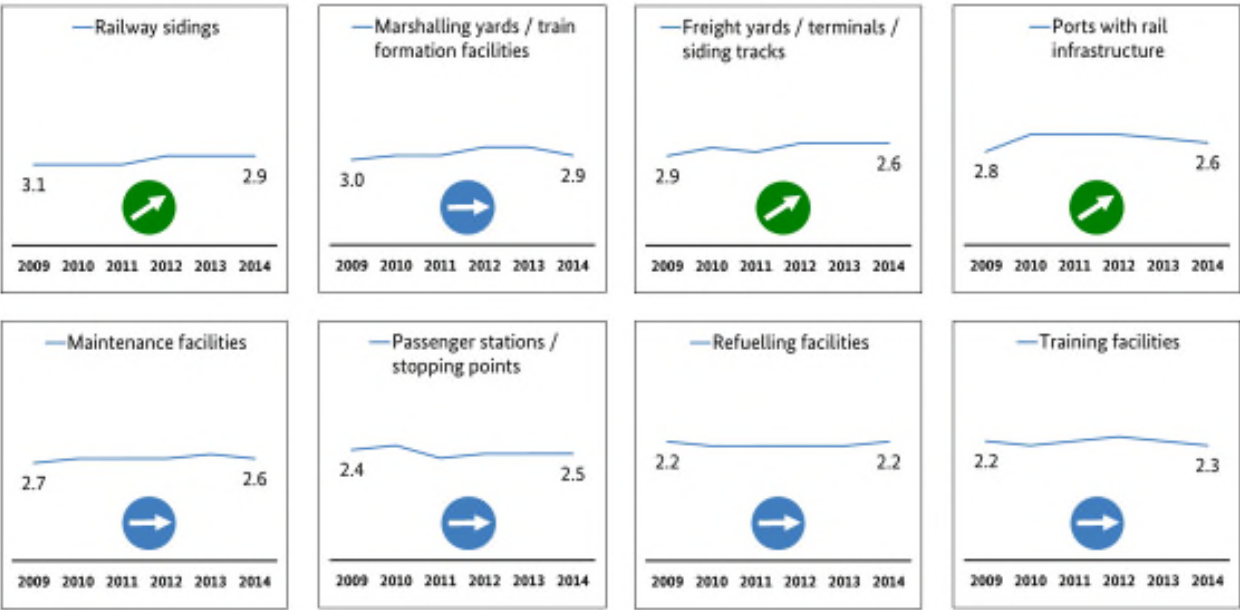 Railway sidings
3.1
2.9
2009 2010 2011 2012 2013 2014
Marshalling yards / train
formation facilities
3.0
2.9
2009 2010 2011 2012 2013 2014
Freight yards / terminals /
siding tracks
2.9
2.6
2009 2010 2011 2012 2013 2014
Ports with rail
infrastructure
2.8
2.6
2009 2010 2011 2012 2013 2014
Maintenance facilities
2.7
2.6
2009 2010 2011 2012 2013 2014
Passenger stations /
stopping points
2.4
2.5
2009 2010 2011 2012 2013 2014
Refuelling facilities
2.2
2.2
2009 2010 2011 2012 2013 2014
Training facilities
2.2
2.3
2009 2010 2011 2012 2013 2014